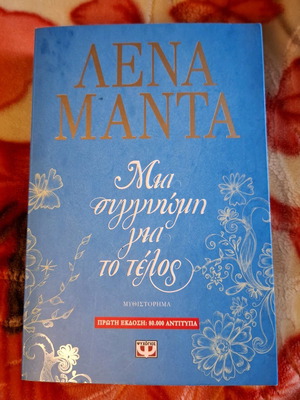 ΛΕΝΑ
ΜΑΝΤΑ
Μια
συγγνώμη
για
το τέλος
ΜΥΘΙΣΤΟΡΗΜΑ
ΠΡΩΤΗ ΕΚΔΟΣΗ: 80.000 ΑΝΤΙΤΥΠΑ
ΨΥΧΟΓΙΟΣ